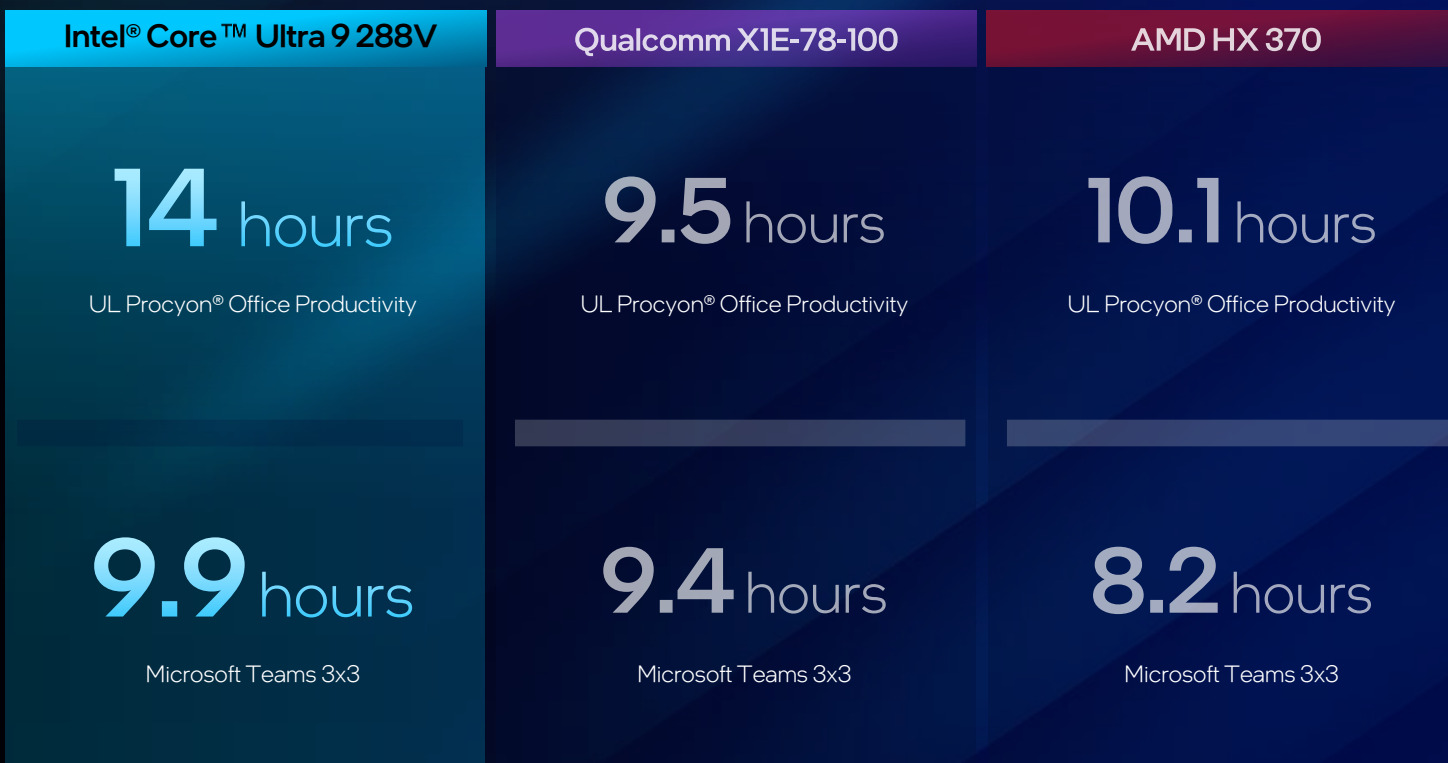 Intel® Core™ Ultra 9 288V
Qualcomm X1E-78-100
AMD HX 370
14 hours
9.5 hours
10.1 hours
UL Procyon® Office Productivity
UL Procyon® Office Productivity
UL Procyon® Office Productivity
9.9 hours
9.4 hours
8.2 hours
Microsoft Teams 3x3
Microsoft Teams 3x3
Microsoft Teams 3x3